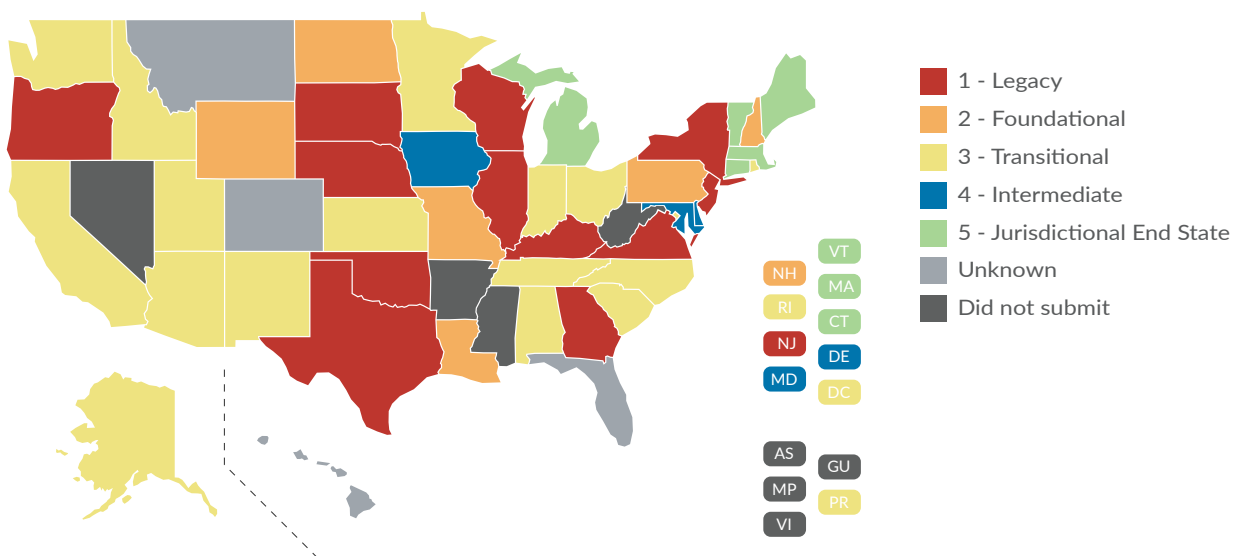 1 - Legacy
2 - Foundational
3 - Transitional
4 - Intermediate
5 - Jurisdictional End State
Unknown
Did not submit
VT
NH
MA
RI
CT
NJ
DE
MD
DC
AS
GU
MP
PR
VI